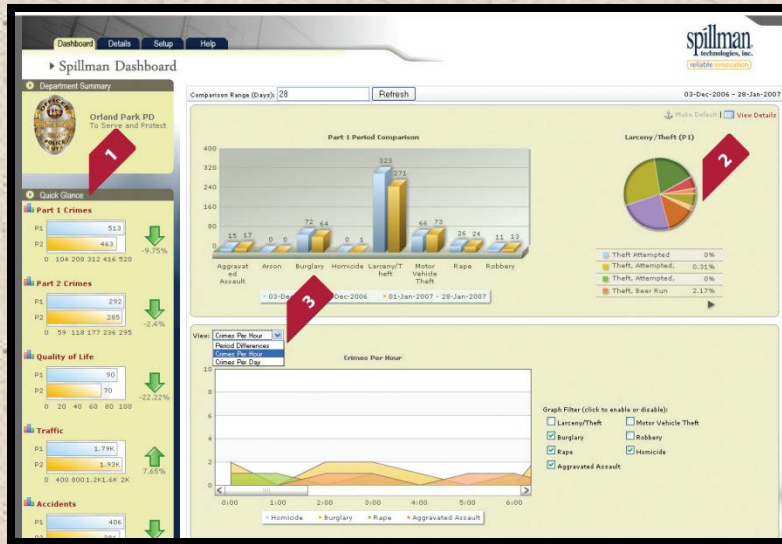 Dashboard Details Setup Help
spillman
technologies, inc.
reliable innovation
Spillman Dashboard
Department Summary
Orland Park PD
To Serve and Protect
OFFICER
POLICE
1
Quick Glance
Part 1 Crimes
P1 513
P2 463
-9.75%
0 104 208 312 416 520
Part 2 Crimes
P1 292
P2 285
-2.4%
0 59 118 177 236 295
Quality of Life
P1 90
P2 70
-22.22%
0 20 40 60 80 100
Traffic
P1 1.79K
P2 1.93K
7.65%
0 400 800 1.2K 1.6K 2K
Accidents
P1 406
P2
Comparison Range (Days): 28 Refresh
03-Dec-2006 - 28-Jan-2007
Make Default | View Details
Part 1 Period Comparison
400
320
240
160
80
0
15 17 0 0 72 64 0 1 323 271 66 73 26 24 11 13
Aggravat
ed
Assault
Arson
Burglary
Homicide
Larceny/T
heft
Motor
Vehicle
Theft
Rape
Robbery
03-De Dec-2006 01-Jan-2007 - 28-Jan-2007
Larceny/Theft (P1)
2
Theft Attempted 0%
Theft, Attempted, 0.31%
Theft, Attempted, 0%
Theft, Beer Run 2.17%
3
View: Crimes Per Hour
Period Differences
Crimes Per Hour
Crimes Per Day
Crimes Per Hour
10
8
6
4
2
0
0:00 1:00 2:00 3:00 4:00 5:00 6:00
Homicide Burglary Rape Aggravated Assault
Graph Filter (click to enable or disable):
Larceny/Theft Motor Vehicle Theft
Burglary Robbery
Rape Homicide
Aggravated Assault